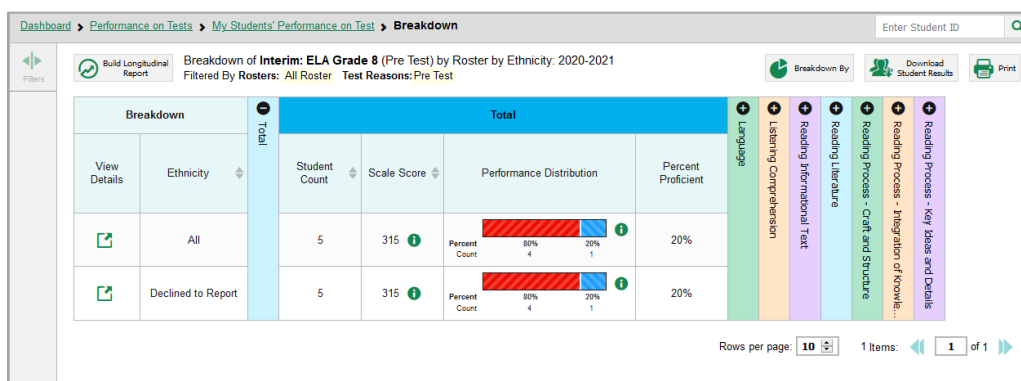 Dashboard > Performance on Tests > My Students' Performance on Test > Breakdown
Enter Student ID
Filters
Build Longitudinal
Report
Breakdown of Interim: ELA Grade 8 (Pre Test) by Roster by Ethnicity: 2020-2021
Filtered By Rosters: All Roster Test Reasons: Pre Test
Breakdown By
Download
Student Results
Print
Breakdown
Total
Total
Language
Listening Comprehension
Reading Informational Text
Reading Literature
Reading Process - Craft and Structure
Reading Process - Integration of Knowle...
Reading Process - Key Ideas and Details
View
Details
Ethnicity
Student
Count
Scale Score
Performance Distribution
Percent
Proficient
All
5
315
Percent 80% 20%
Count 4 1
20%
Declined to Report
5
315
Percent 80% 20%
Count 4 1
20%
Rows per page: 10 1 Items: 1 of 1